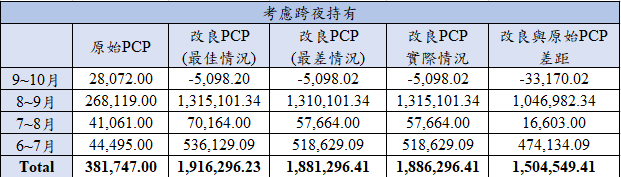 考慮跨夜持有
原始PCP 改良PCP (最佳情況) 改良PCP (最差情況) 改良PCP 實際情況 改良與原始PCP 差距
9~10月 28,072.00 -5,098.20 -5,098.02 -5,098.02 -33,170.02
8~9月 268,119.00 1,315,101.34 1,310,101.34 1,315,101.34 1,046,982.34
7~8月 41,061.00 70,164.00 57,664.00 57,664.00 16,603.00
6~7月 44,495.00 536,129.09 518,629.09 518,629.09 474,134.09
Total 381,747.00 1,916,296.23 1,881,296.41 1,886,296.41 1,504,549.41